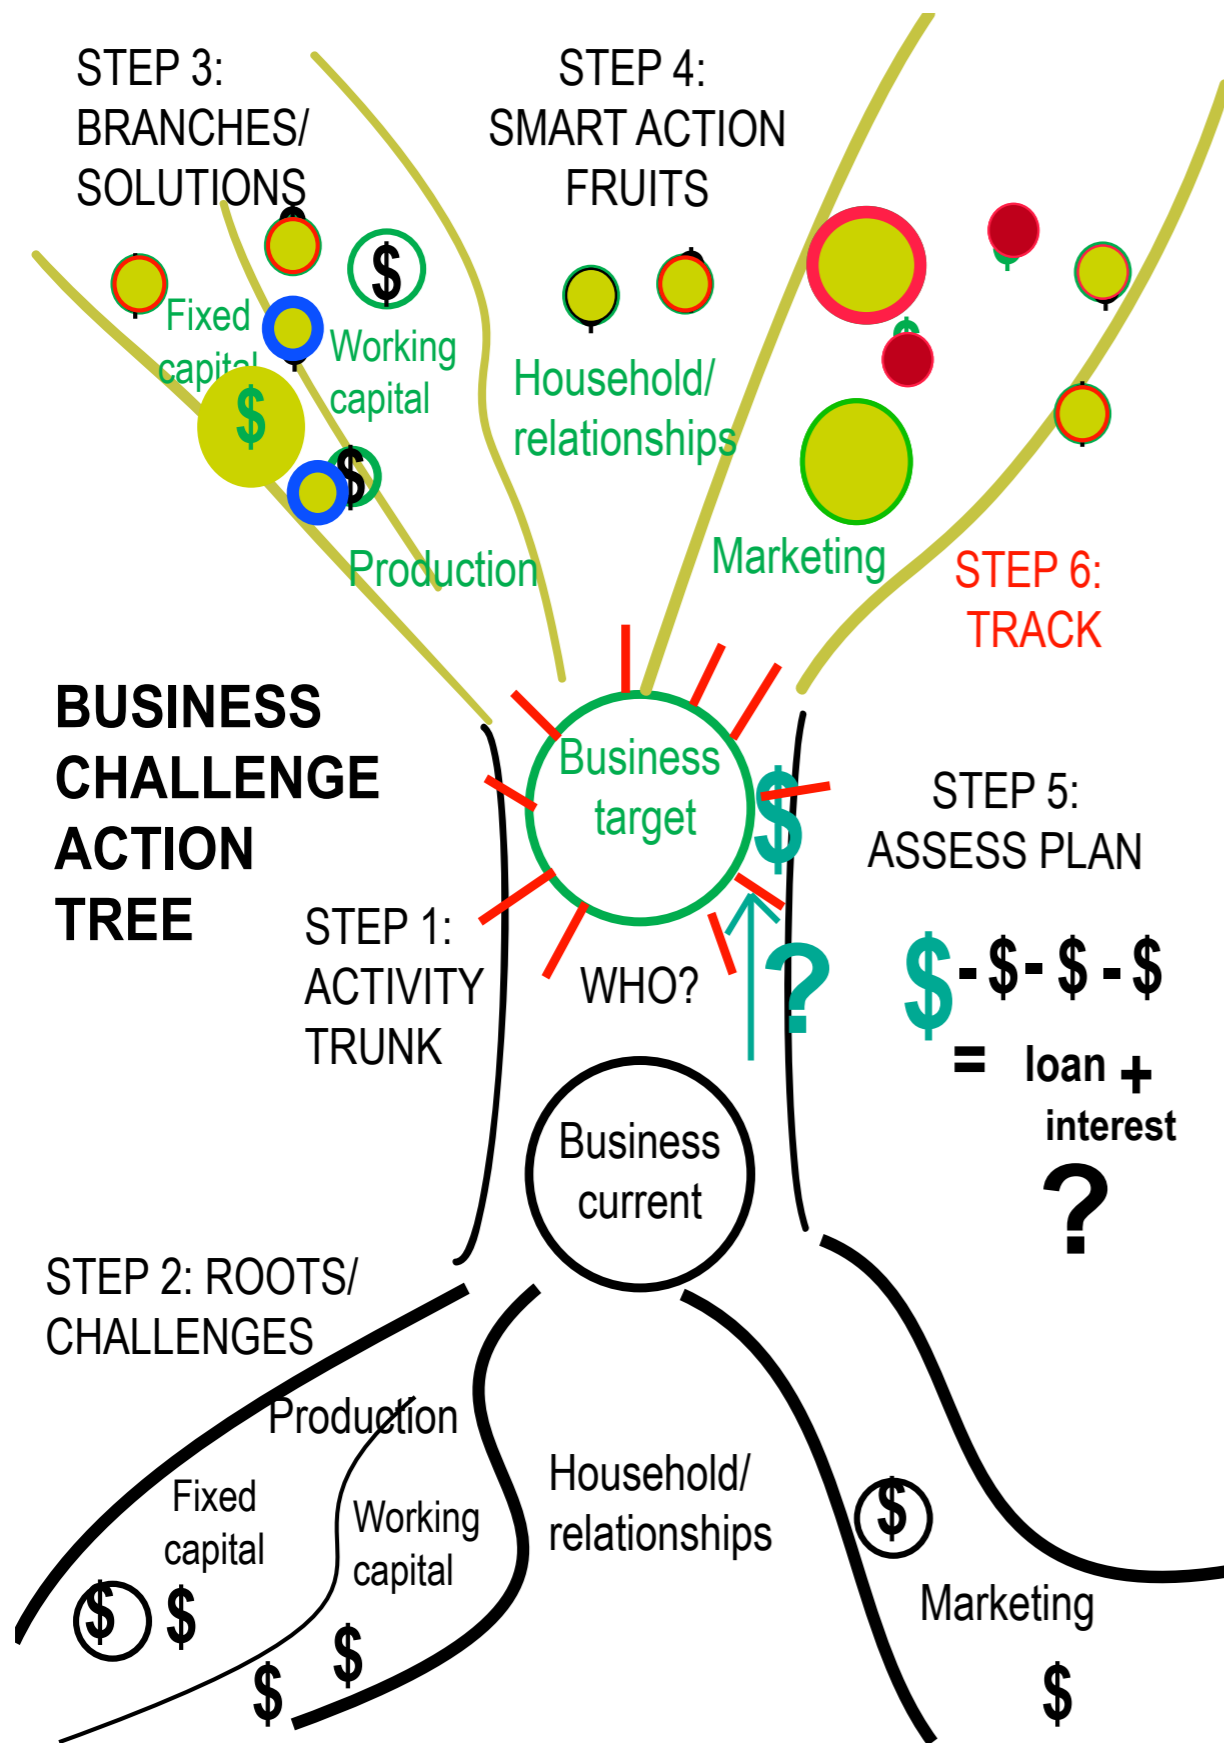 STEP 3:
BRANCHES/
SOLUTIONS
STEP 4:
SMART ACTION
FRUITS
$
Fixed
capital
Working
capital
$
$
Production
Household/
relationships
$
Marketing
STEP 6:
TRACK
BUSINESS
CHALLENGE
ACTION
TREE
Business
target
$
STEP 5:
ASSESS PLAN
STEP 1:
ACTIVITY
TRUNK
WHO?
?
$ - $ - $ - $
= loan +
interest
?
Business
current
STEP 2: ROOTS/
CHALLENGES
Production
Fixed
capital
$ $
Working
capital
$ $
Household/
relationships
$
Marketing
$